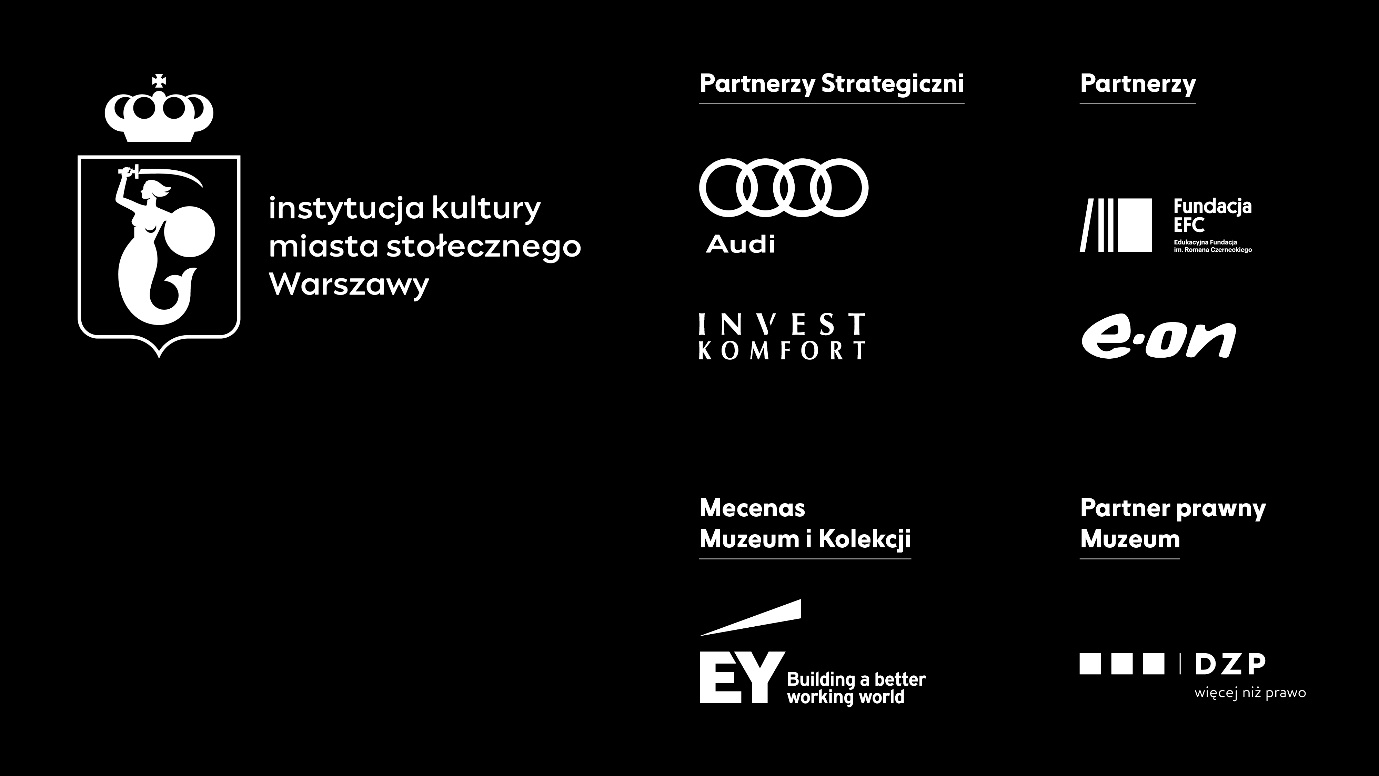 instytucja kultury
miasta stołecznego
Warszawy
Partnerzy Strategiczni
Audi
INVEST
KOMFORT
Partnerzy
Fundacja
EFC
Edukacyjna Fundacja
im. Romana Czerneckiego
e·on
Mecenas
Muzeum i Kolekcji
EY
Building a better
working world
Partner prawny
Muzeum
DZP
więcej niż prawo